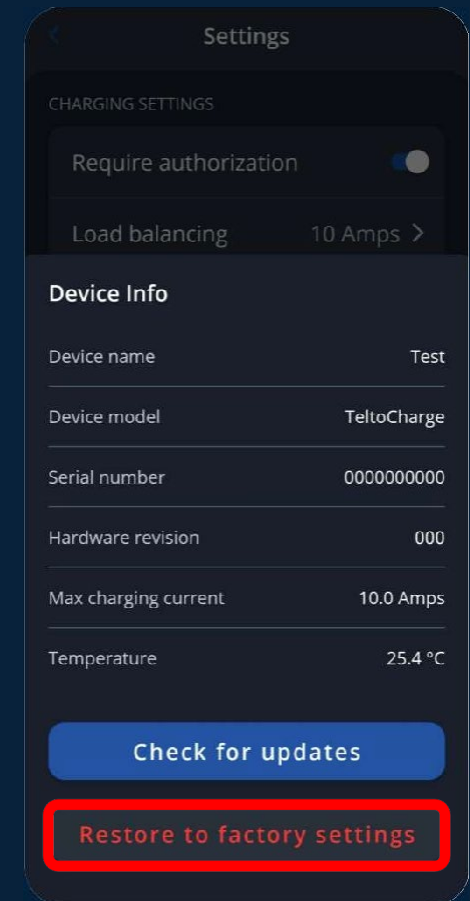 Settings
CHARGING SETTINGS
Require authorization
Load balancing 10 Amps >
Device Info
Device name Test
Device model TeltoCharge
Serial number 0000000000
Hardware revision 000
Max charging current 10.0 Amps
Temperature 25.4 °C
Check for updates
Restore to factory settings